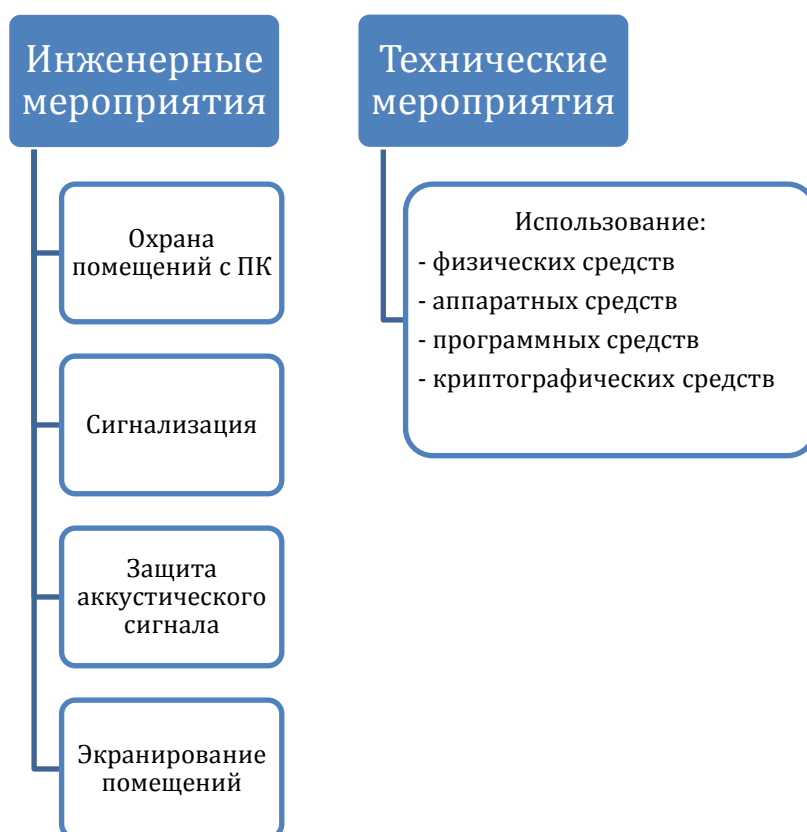 Инженерные
мероприятия
Охрана
помещений с ПК
Сигнализация
Защита
аккустического
сигнала
Экранирование
помещений
Технические
мероприятия
Использование:
- физических средств
- аппаратных средств
- программных средств
- криптографических средств